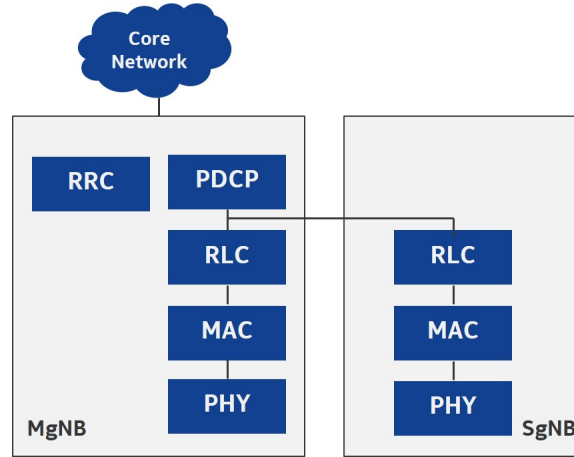 Core
Network
RRC
PDCP
RLC
RLC
MAC
MAC
PHY
PHY
MgNB
SgNB